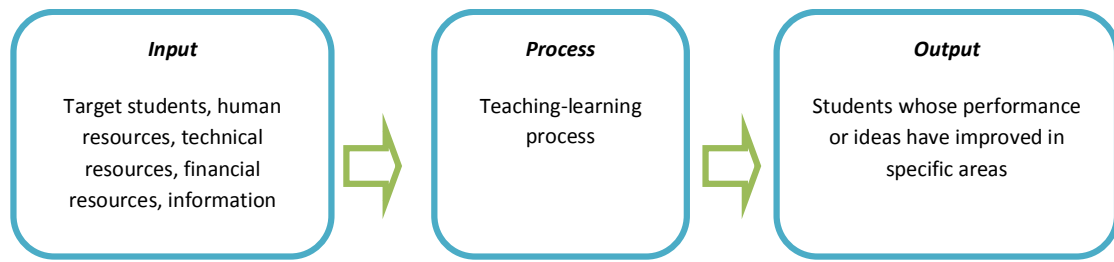 Input
Target students, human
resources, technical
resources, financial
resources, information
Process
Teaching-learning
process
Output
Students whose performance
or ideas have improved in
specific areas